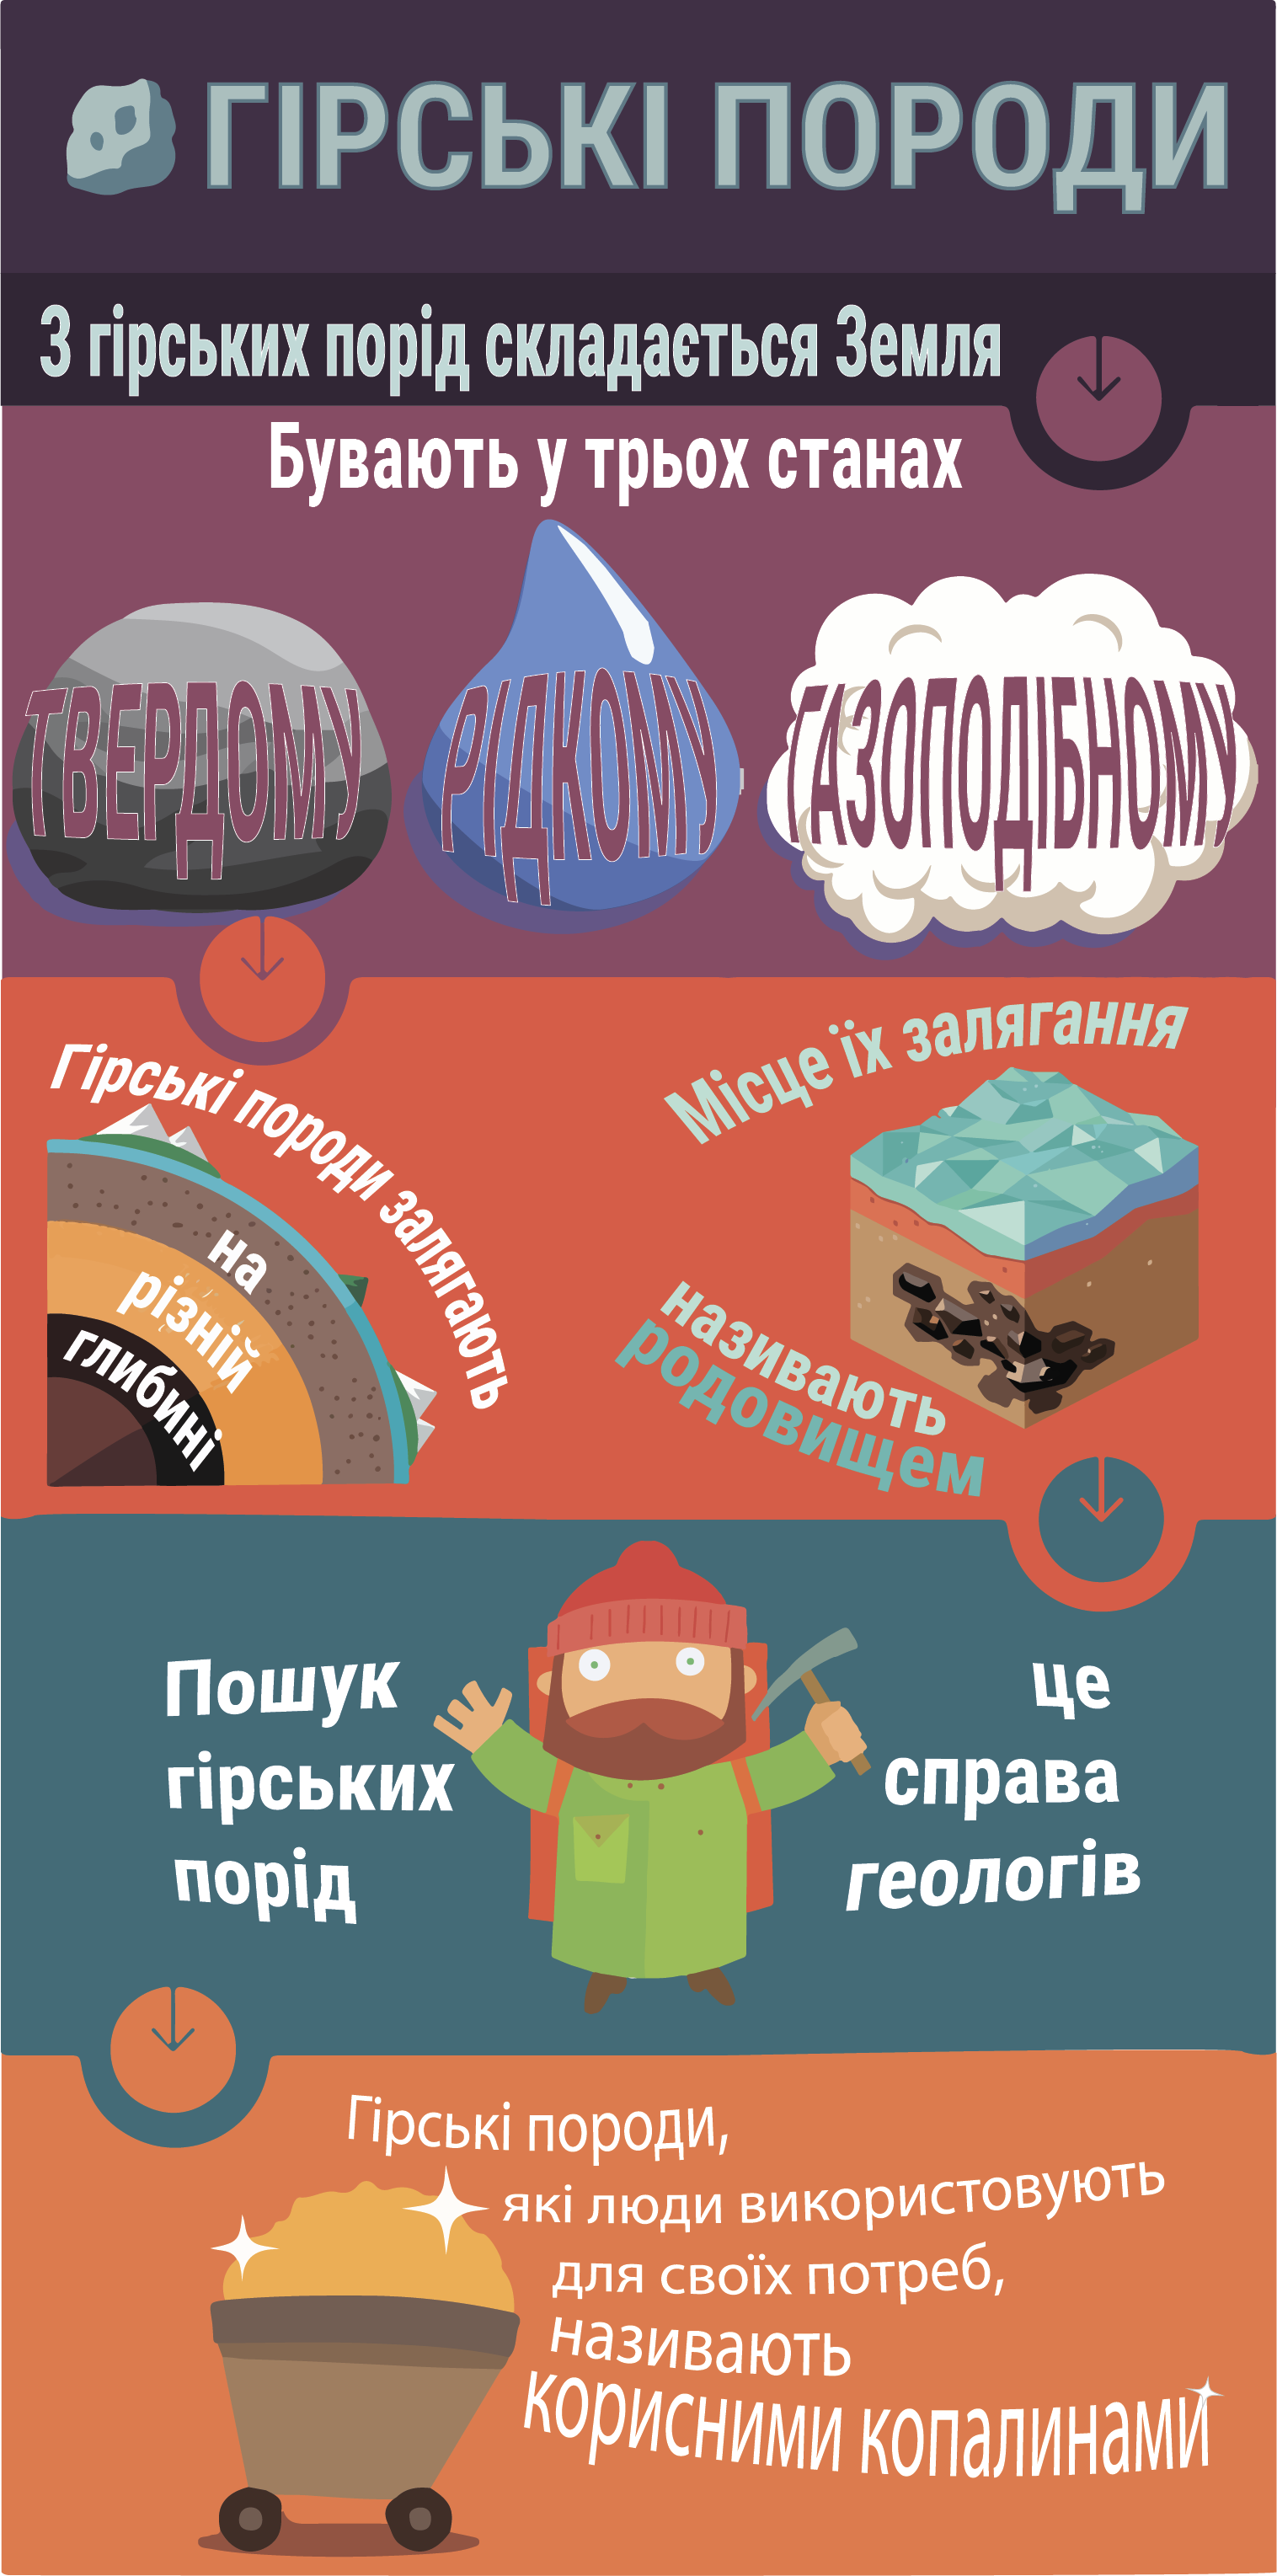 ГІРСЬКІ ПОРОДИ
З гірських порід складається Земля
Бувають у трьох станах
ТВЕРДОМУ
РІДКОМУ
ГАЗОПОДІБНОМУ
Гірські породи залягають
на
різній
глибині
Місце їх залягання
називають
родовищем
Пошук
гірських
порід
це
справа
геологів
Гірські породи,
які люди використовують
для своїх потреб,
називають
корисними копалинами